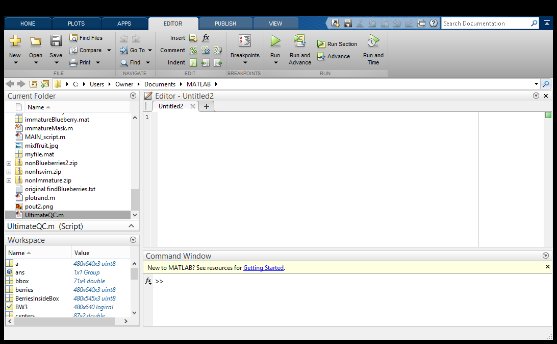 HOME PLOTS APPS EDITOR PUBLISH VIEW Search Documentation
New Open Save Find Files Compare Print Go To Find Insert Comment Indent fx Breakpoints Run Run and Advance Run Section Advance Run and Time
FILE NAVIGATE EDIT BREAKPOINTS RUN
C: Users Owner Documents MATLAB
Current Folder
Name
immatureBlueberry.mat
immatureMask.m
MAIN_script.m
mixfruit.jpg
myfile.mat
nonBlueberries2.zip
nonhsvim.zip
nonImmature.zip
original findBlueberries.txt
plotrand.m
pout2.png
UltimateQC.m
UltimateQC.m (Script)
Workspace
Name Value
a 480x640x3 uint8
ans 1x1 Group
bbox 71x4 double
berries 480x640x3 uint8
BerriesInsideBox 480x545x3 uint8
BW3 480x640 logical
centers 87x2 double
Editor - Untitled2
Untitled2 +
1
Command Window
New to MATLAB? See resources for Getting Started.
fx >>